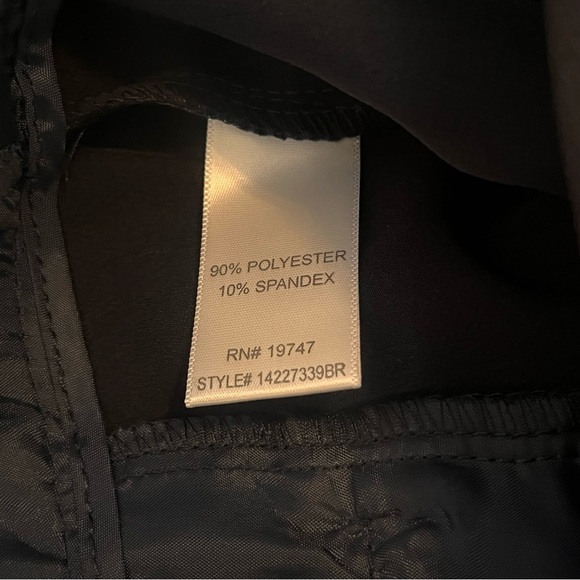 90% POLYESTER
10% SPANDEX
RN# 19747
STYLE# 14227339BR